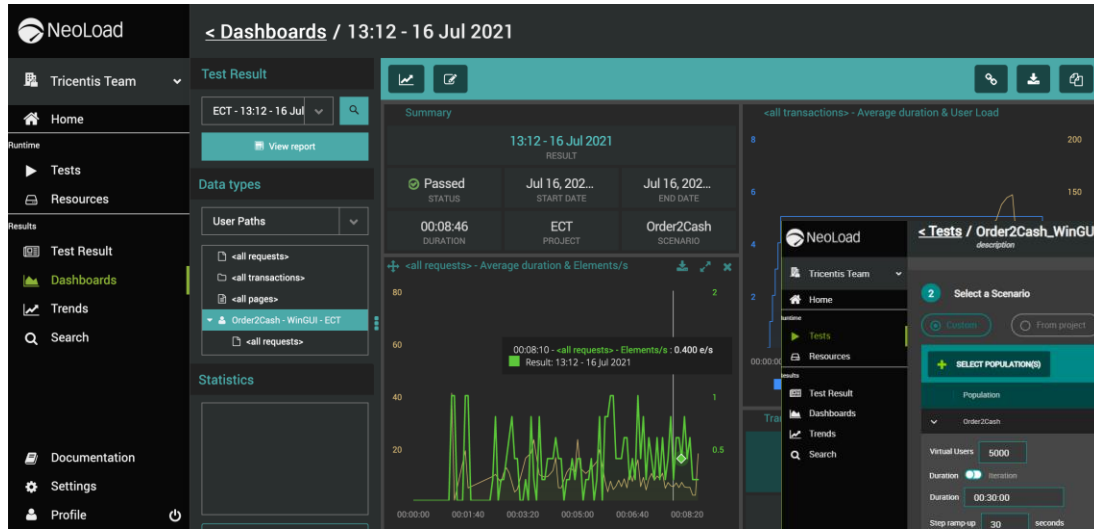 NeoLoad
< Dashboards / 13:12 - 16 Jul 2021
Tricentis Team
Home
Runtime
Tests
Resources
Results
Test Result
Dashboards
Trends
Search
Documentation
Settings
Profile
Test Result
ECT - 13:12 - 16 Jul
View report
Data types
User Paths
<all requests>
<all transactions>
<all pages>
Order2Cash - WinGUI - ECT
<all requests>
Statistics
Summary
13:12 - 16 Jul 2021
RESULT
Passed
STATUS
Jul 16, 202...
START DATE
Jul 16, 202...
END DATE
00:08:46
DURATION
ECT
PROJECT
Order2Cash
SCENARIO
<all requests> - Average duration & Elements/s
80
60
40
20
2
1
0.5
00:08:10 - <all requests> - Elements/s : 0.400 e/s
Result: 13:12 - 16 Jul 2021
00:00:00 00:01:40 00:03:20 00:05:00 00:06:40 00:08:20
<all transactions> - Average duration & User Load
8
6
4
2
200
150
00:00:00
NeoLoad
< Tests / Order2Cash_WinGUI
description
Tricentis Team
Home
Runtime
Tests
Resources
Results
Test Result
Dashboards
Trends
Search
2 Select a Scenario
Custom
From project
SELECT POPULATION(S)
Population
Order2Cash
Virtual Users 5000
Duration Iteration
Duration 00:30:00
Step ramp-up 30 seconds